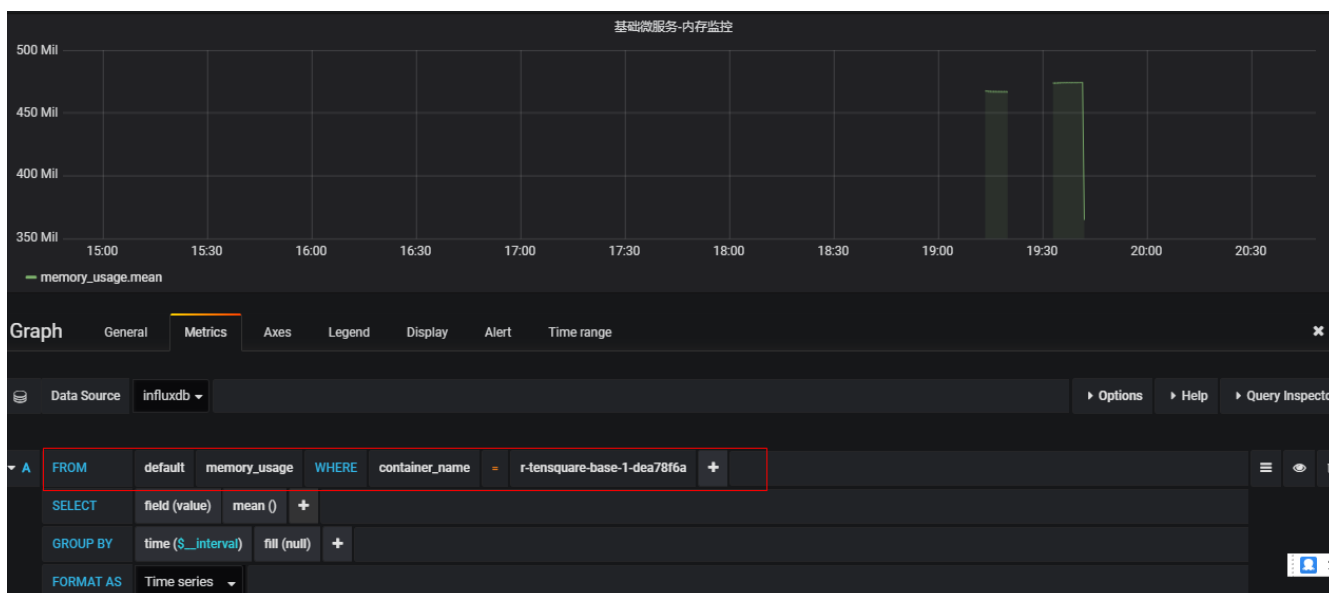 基础微服务-内存监控
500 Mil
450 Mil
400 Mil
350 Mil
15:00 15:30 16:00 16:30 17:00 17:30 18:00 18:30 19:00 19:30 20:00 20:30
memory_usage.mean
Graph General Metrics Axes Legend Display Alert Time range
Data Source influxdb Options Help Query Inspecto
A FROM default memory_usage WHERE container_name = r-tensquare-base-1-dea78f6a +
SELECT field (value) mean () +
GROUP BY time ($__interval) fill (null) +
FORMAT AS Time series